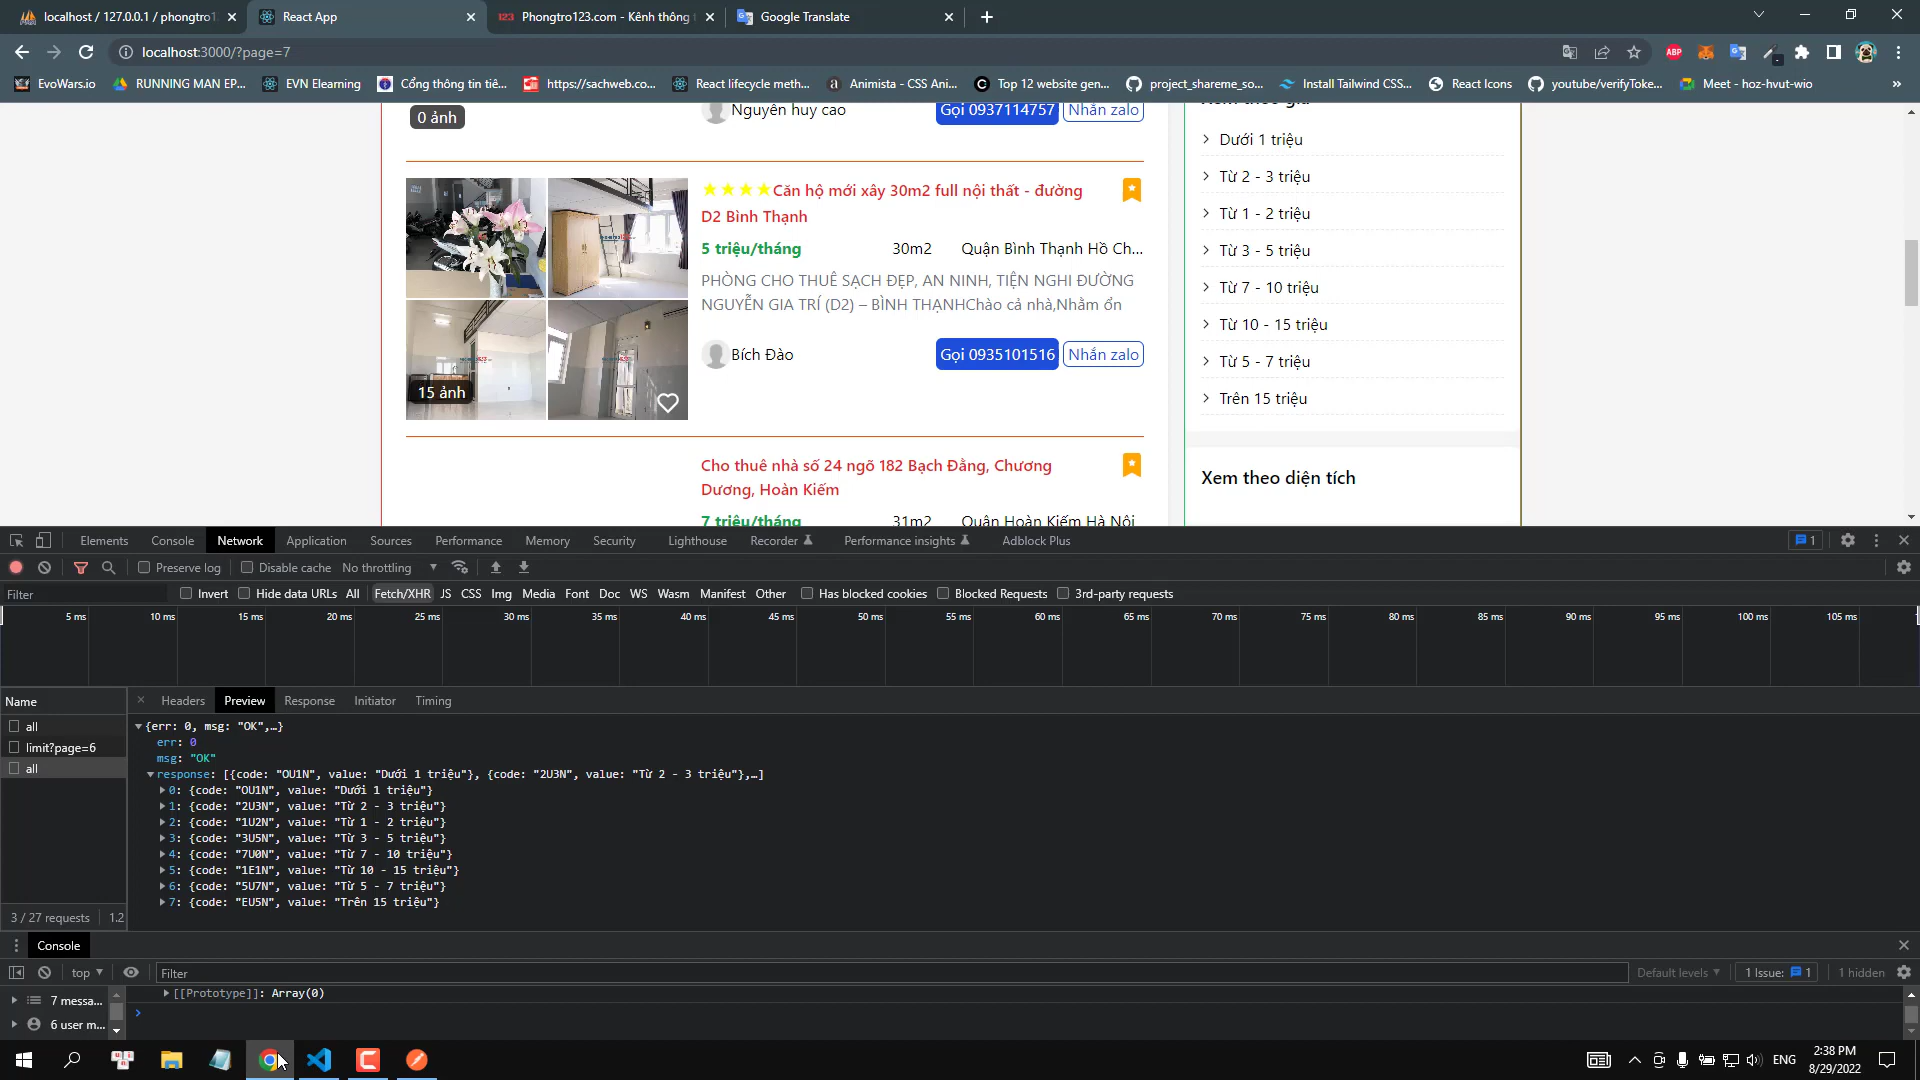 localhost / 127.0.0.1 / phongtro1
React App
Phongtro123.com - Kênh thông t
Google Translate
localhost:3000/?page=7
EvoWars.io
RUNNING MAN EP...
EVN Elearning
Cổng thông tin tiê...
https://sachweb.co...
React lifecycle meth...
Animista - CSS Ani...
Top 12 website gen...
project_shareme_so...
Install Tailwind CSS...
React Icons
youtube/verifyToke...
Meet - hoz-hvut-wio
»
0 ảnh
Nguyên huy cao
Gọi 0937114757
Nhắn zalo
Dưới 1 triệu
Từ 2 - 3 triệu
Từ 1 - 2 triệu
Từ 3 - 5 triệu
Từ 7 - 10 triệu
Từ 10 - 15 triệu
Từ 5 - 7 triệu
Trên 15 triệu
Xem theo diện tích
Căn hộ mới xây 30m2 full nội thất - đường
D2 Bình Thạnh
5 triệu/tháng 30m2 Quận Bình Thạnh Hồ Ch...
PHÒNG CHO THUÊ SẠCH ĐẸP, AN NINH, TIỆN NGHI ĐƯỜNG
NGUYỄN GIA TRÍ (D2) – BÌNH THẠNHChào cả nhà,Nhằm ổn
Bích Đào
Gọi 0935101516
Nhắn zalo
15 ảnh
Cho thuê nhà số 24 ngõ 182 Bạch Đằng, Chương
Dương, Hoàn Kiếm
7 triệu/tháng 31m2 Quận Hoàn Kiếm Hà Nội
Elements Console Network Application Sources Performance Memory Security Lighthouse Recorder Performance insights Adblock Plus 1
Preserve log Disable cache No throttling
Filter Invert Hide data URLs All Fetch/XHR JS CSS Img Media Font Doc WS Wasm Manifest Other Has blocked cookies Blocked Requests 3rd-party requests
5 ms 10 ms 15 ms 20 ms 25 ms 30 ms 35 ms 40 ms 45 ms 50 ms 55 ms 60 ms 65 ms 70 ms 75 ms 80 ms 85 ms 90 ms 95 ms 100 ms 105 ms
Name
all
limit?page=6
all
3 / 27 requests 1.2
Headers Preview Response Initiator Timing
{err: 0, msg: "OK",…}
err: 0
msg: "OK"
response: [{code: "OU1N", value: "Dưới 1 triệu"}, {code: "2U3N", value: "Từ 2 - 3 triệu"},…]
0: {code: "OU1N", value: "Dưới 1 triệu"}
1: {code: "2U3N", value: "Từ 2 - 3 triệu"}
2: {code: "1U2N", value: "Từ 1 - 2 triệu"}
3: {code: "3U5N", value: "Từ 3 - 5 triệu"}
4: {code: "7U0N", value: "Từ 7 - 10 triệu"}
5: {code: "1E1N", value: "Từ 10 - 15 triệu"}
6: {code: "5U7N", value: "Từ 5 - 7 triệu"}
7: {code: "EU5N", value: "Trên 15 triệu"}
Console
top Filter Default levels 1 Issue: 1 1 hidden
7 messa...
6 user m...
[[Prototype]]: Array(0)
ENG
2:38 PM
8/29/2022